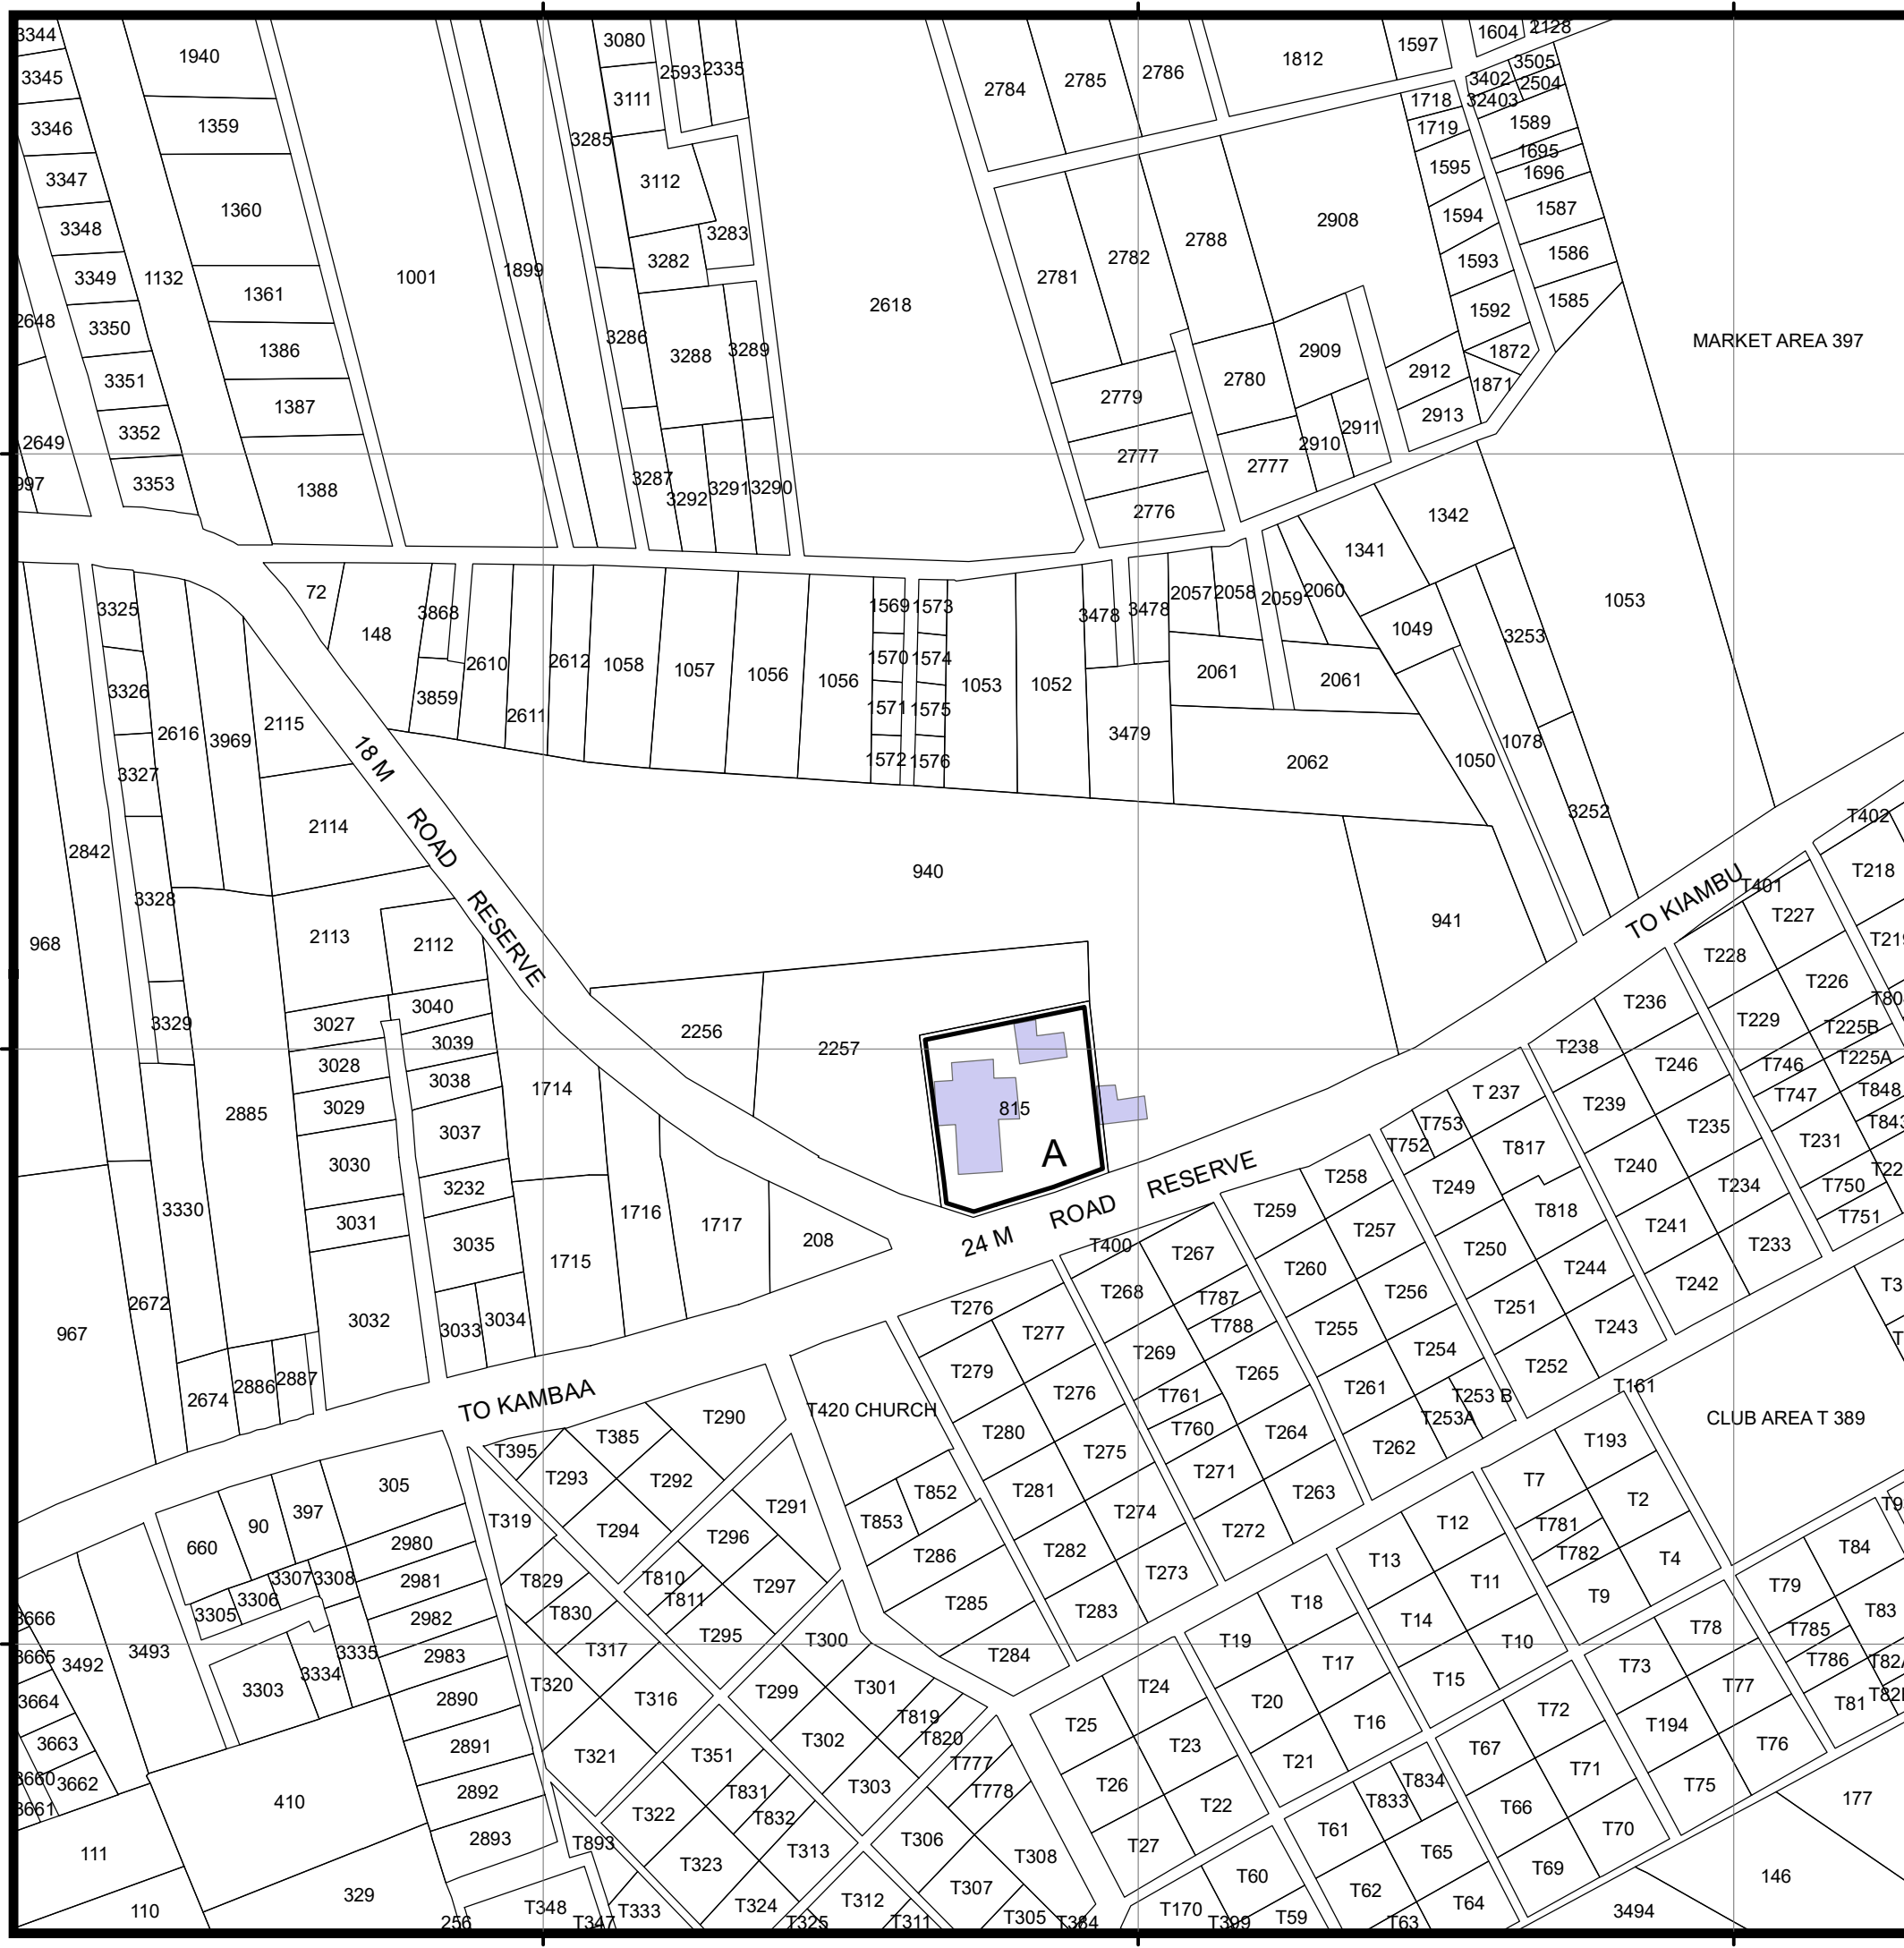 3344
1940
3080
2593
2335
2784
2785
2786
1812
1597
1604
2128
3345
3111
3505
3402
2504
3346
1359
3285
1718
32403
1719
1589
3347
1360
3112
1595
1695
1696
3348
3283
2788
2908
1594
1587
3349
1132
1001
1899
3282
2781
2782
1593
1586
1361
2618
1592
1585
2648
3350
3286
3288
3289
2909
1872
MARKET AREA 397
1386
3351
2780
2912
1871
1387
2779
2913
2649
3352
2910
2911
997
3353
1388
3287
3292
3291
3290
2777
2777
2776
1342
1341
72
3325
148
3868
2610
2611
2612
1058
1057
1056
1056
1569
1573
1570
1574
1571
1575
1572
1576
1053
1052
3478
3478
2057
2058
2059
2060
1049
3253
1053
3859
3326
2061
2061
2616
3969
2115
3479
2062
1050
1078
3327
18 M ROAD RESERVE
2114
3252
T402
2842
940
T218
3328
T401
968
2113
2112
941
TO KIAMBU
T227
T219
T228
T226
3329
3027
3040
2256
2257
T236
T229
T80
3039
T238
T225B
3028
T246
T746
T225A
3038
1714
T747
T848
3029
2885
815
T 237
T239
T235
T843
3037
T753
T752
T817
T231
3030
A
T240
T22
3232
T258
T249
T234
T750
3330
3031
1716
1717
208
24 M ROAD RESERVE
T259
T257
T818
T241
T751
3035
1715
T400
T267
T250
T233
T268
T260
T244
T242
T3
2672
967
3032
3033
3034
T276
T277
T787
T788
T256
T251
T243
T255
T269
T254
T252
T279
T265
T261
T161
2674
2886
2887
TO KAMBAA
T276
T761
T253 B
T253A
T290
T420 CHURCH
CLUB AREA T 389
T395
T385
T280
T275
T760
T264
T262
T193
T293
T292
T271
T7
305
T852
T281
T263
T2
T291
T319
T853
T274
T272
T12
T781
397
90
660
T294
T296
T84
2980
T286
T282
T13
T782
T4
3307
3308
2981
T829
T810
T811
T297
T273
T11
T79
3306
3305
2982
T830
T285
T283
T18
T14
T9
T83
3666
T295
T300
T78
T785
3665
3492
3493
3335
2983
T317
T284
T19
T17
T10
T786
T82A
3334
T73
3664
3303
2890
T320
T316
T299
T301
T24
T20
T15
T77
T81
T819
T820
T25
T16
T72
T194
3663
2891
T321
T351
T302
T23
T67
T76
3660
3662
T777
T21
T71
T75
3661
410
2892
T831
T832
T303
T778
T26
T22
T834
T833
177
T322
T61
T66
T70
111
2893
T893
T313
T306
T27
T65
T323
T308
T69
T60
146
329
T62
T307
T64
110
256
T348
T347
T333
T324
T325
T312
T311
T305
T384
T170
T399
T59
T63
3494